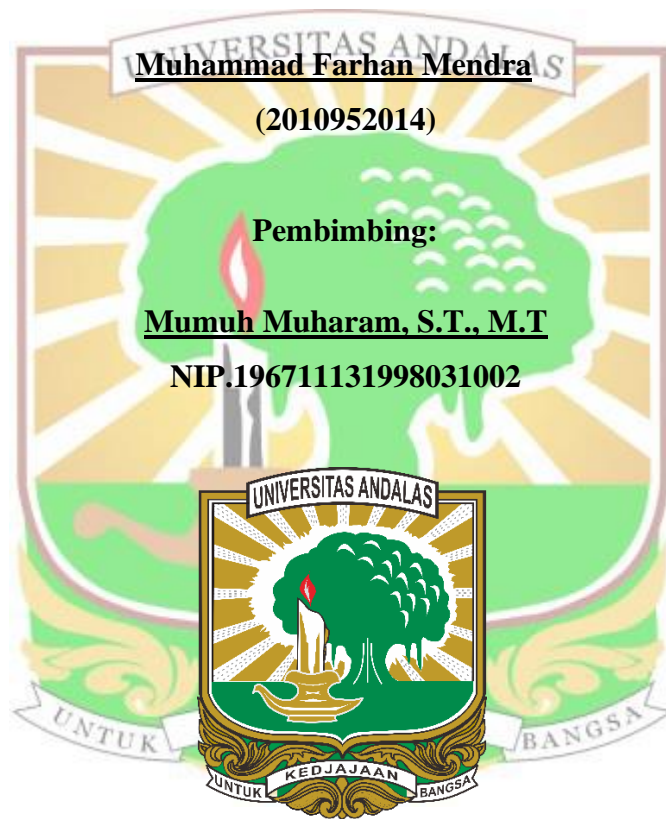 UNIVERSITAS ANDALAS
Muhammad Farhan Mendra
(2010952014)
Pembimbing:
Mumuh Muharam, S.T., M.T
NIP.196711131998031002
UNIVERSITAS ANDALAS
UNTUK BANGSA
UNTUK KEDJAJAAN BANGSA